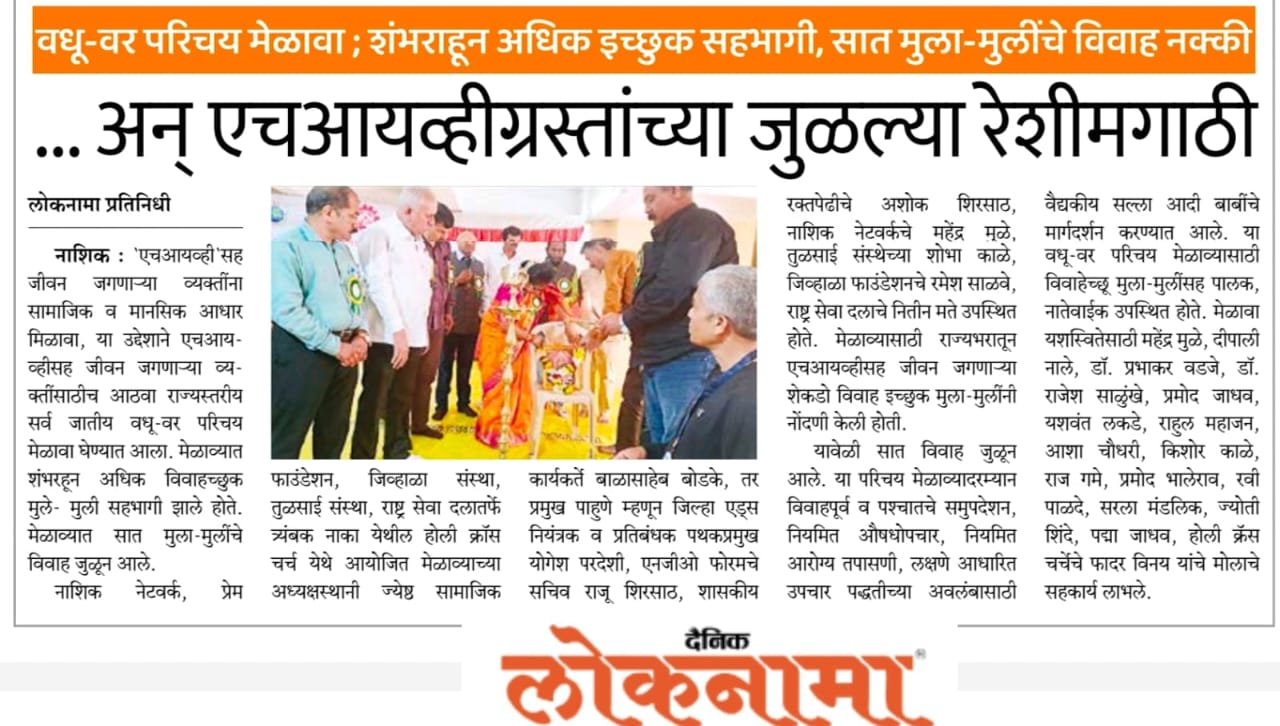 वधू-वर परिचय मेळावा ; शंभराहून अधिक इच्छुक सहभागी, सात मुला-मुलींचे विवाह नक्की
... अन् एचआयव्हीग्रस्तांच्या जुळल्या रेशीमगाठी
लोकनामा प्रतिनिधी
नाशिक : 'एचआयव्ही'सह
जीवन जगणाऱ्या व्यक्तींना
सामाजिक व मानसिक आधार
मिळावा, या उद्देशाने एचआय-
व्हीसह जीवन जगणाऱ्या व्य-
क्तींसाठीच आठवा राज्यस्तरीय
सर्व जातीय वधू-वर परिचय
मेळावा घेण्यात आला. मेळाव्यात
शंभरहून अधिक विवाहच्छुक
मुले- मुली सहभागी झाले होते.
मेळाव्यात सात मुला-मुलींचे
विवाह जुळून आले.
नाशिक नेटवर्क, प्रेम
फाउंडेशन, जिव्हाळा संस्था,
तुळसाई संस्था, राष्ट्र सेवा दलातर्फे
त्र्यंबक नाका येथील होली क्रॉस
चर्च येथे आयोजित मेळाव्याच्या
अध्यक्षस्थानी ज्येष्ठ सामाजिक
कार्यकर्ते बाळासाहेब बोडके, तर
प्रमुख पाहुणे म्हणून जिल्हा एड्स
नियंत्रक व प्रतिबंधक पथकप्रमुख
योगेश परदेशी, एनजीओ फोरमचे
सचिव राजू शिरसाठ, शासकीय
रक्तपेढीचे अशोक शिरसाठ,
नाशिक नेटवर्कचे महेंद्र मुळे,
तुळसाई संस्थेच्या शोभा काळे,
जिव्हाळा फाउंडेशनचे रमेश साळवे,
राष्ट्र सेवा दलाचे नितीन मते उपस्थित
होते. मेळाव्यासाठी राज्यभरातून
एचआयव्हीसह जीवन जगणाऱ्या
शेकडो विवाह इच्छुक मुला-मुलींनी
नोंदणी केली होती.
यावेळी सात विवाह जुळून
आले. या परिचय मेळाव्यादरम्यान
विवाहपूर्व व पश्चातचे समुपदेशन,
नियमित औषधोपचार, नियमित
आरोग्य तपासणी, लक्षणे आधारित
उपचार पद्धतीच्या अवलंबासाठी
वैद्यकीय सल्ला आदी बाबींचे
मार्गदर्शन करण्यात आले. या
वधू-वर परिचय मेळाव्यासाठी
विवाहेच्छू मुला-मुलींसह पालक,
नातेवाईक उपस्थित होते. मेळावा
यशस्वितेसाठी महेंद्र मुळे, दीपाली
नाले, डॉ. प्रभाकर वडजे, डॉ.
राजेश साळुंखे, प्रमोद जाधव,
यशवंत लकडे, राहुल महाजन,
आशा चौधरी, किशोर काळे,
राज गमे, प्रमोद भालेराव, रवी
पाळदे, सरला मंडलिक, ज्योती
शिंदे, पद्मा जाधव, होली क्रॅस
चर्चेचे फादर विनय यांचे मोलाचे
सहकार्य लाभले.
दैनिक
लोकनामा